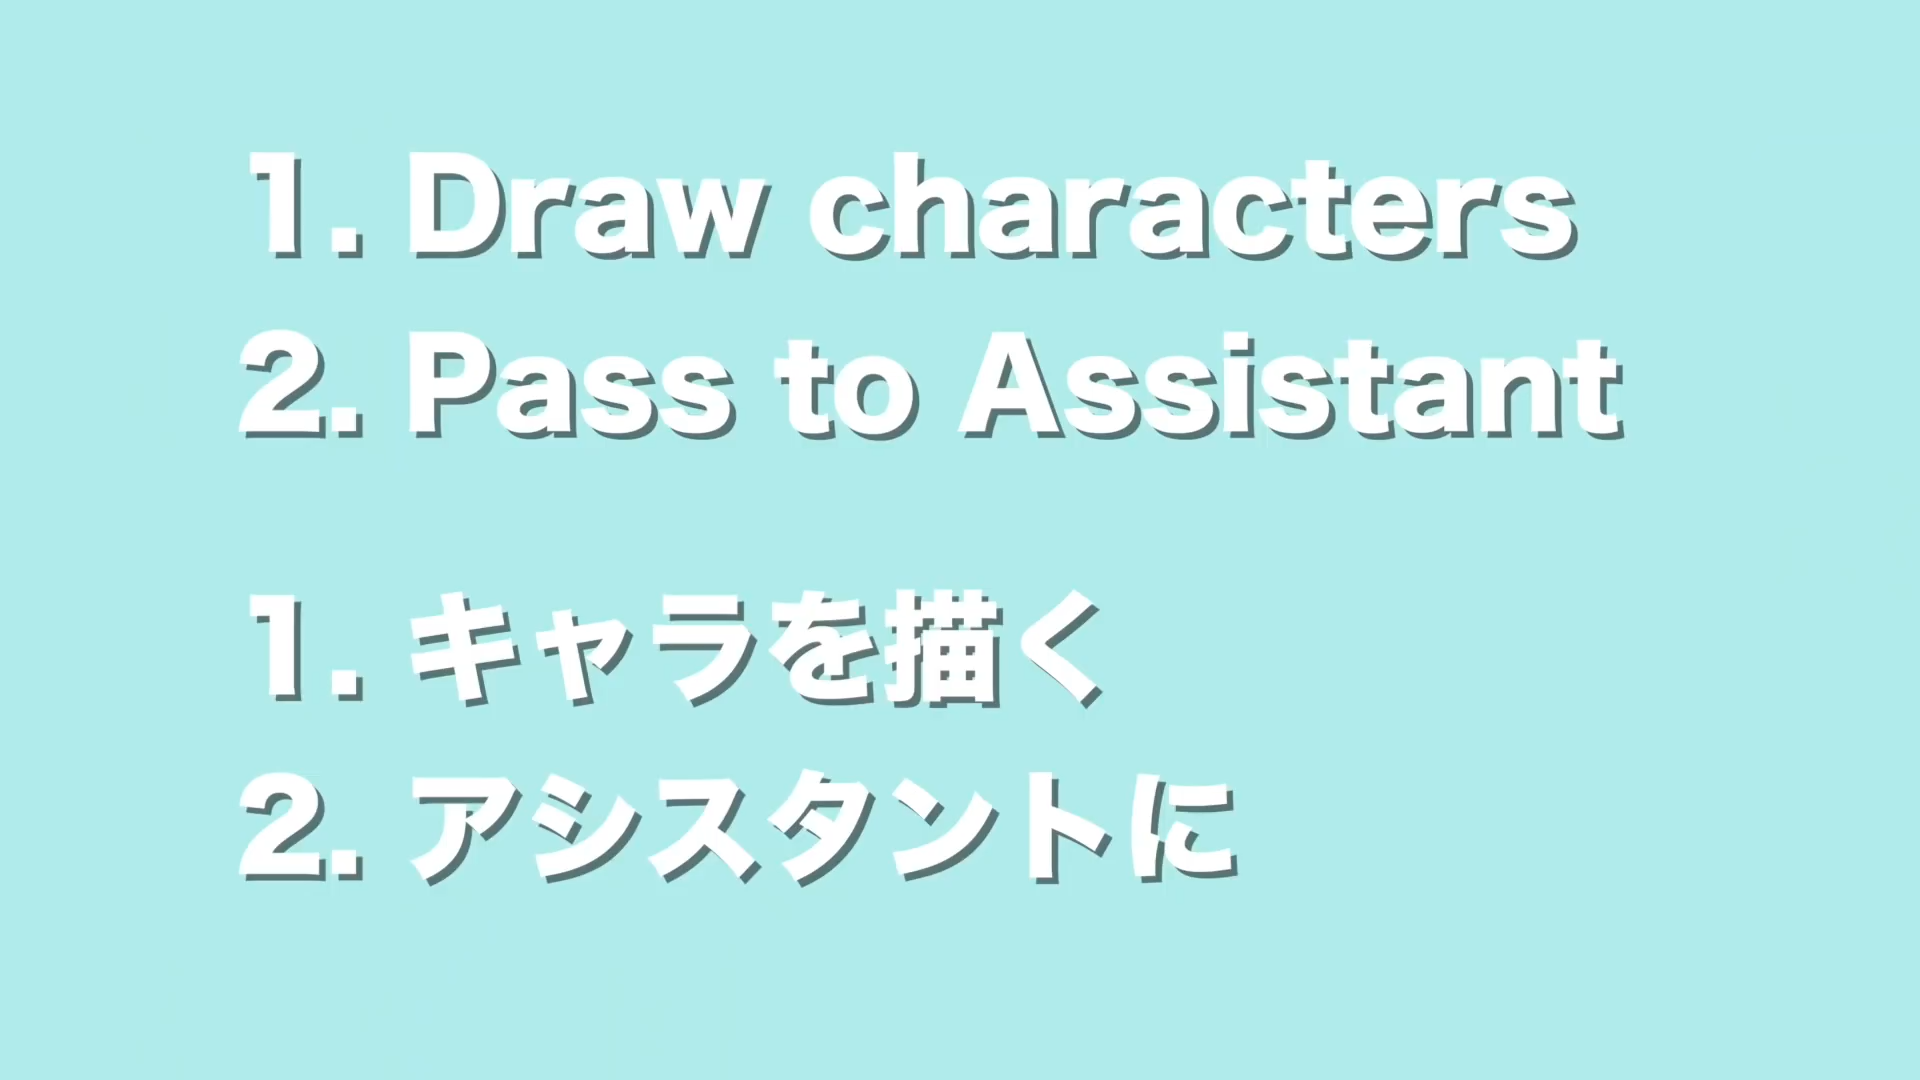 1. Draw characters
2. Pass to Assistant
1. キャラを描く
2. アシスタントに